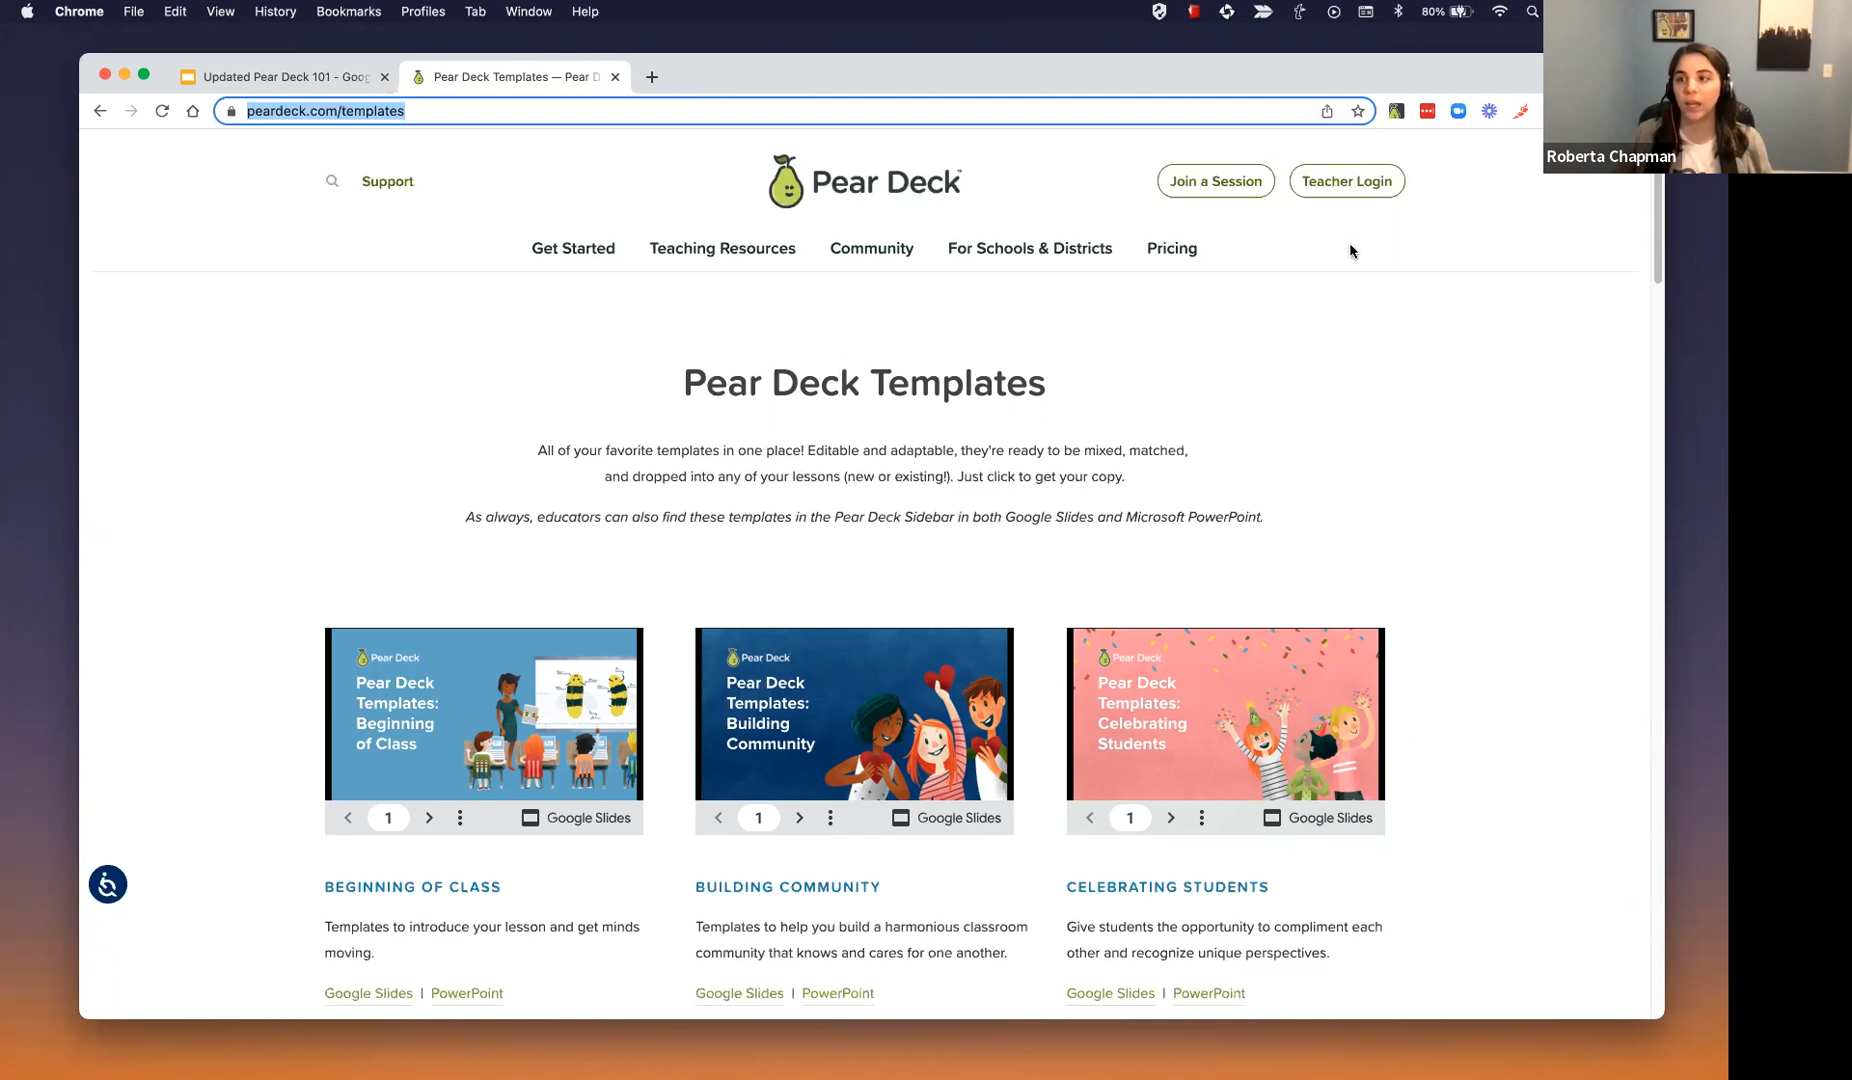 Chrome File Edit View History Bookmarks Profiles Tab Window Help
80%
Updated Pear Deck 101 - Goog
Pear Deck Templates — Pear D
peardeck.com/templates
Roberta Chapman
Support
Pear Deck
Join a Session
Teacher Login
Get Started
Teaching Resources
Community
For Schools & Districts
Pricing
Pear Deck Templates
All of your favorite templates in one place! Editable and adaptable, they're ready to be mixed, matched,
and dropped into any of your lessons (new or existing!). Just click to get your copy.
As always, educators can also find these templates in the Pear Deck Sidebar in both Google Slides and Microsoft PowerPoint.
Pear Deck
Pear Deck
Templates:
Beginning
of Class
1
Google Slides
BEGINNING OF CLASS
Templates to introduce your lesson and get minds
moving.
Google Slides | PowerPoint
Pear Deck
Pear Deck
Templates:
Building
Community
1
Google Slides
BUILDING COMMUNITY
Templates to help you build a harmonious classroom
community that knows and cares for one another.
Google Slides | PowerPoint
Pear Deck
Pear Deck
Templates:
Celebrating
Students
1
Google Slides
CELEBRATING STUDENTS
Give students the opportunity to compliment each
other and recognize unique perspectives.
Google Slides | PowerPoint